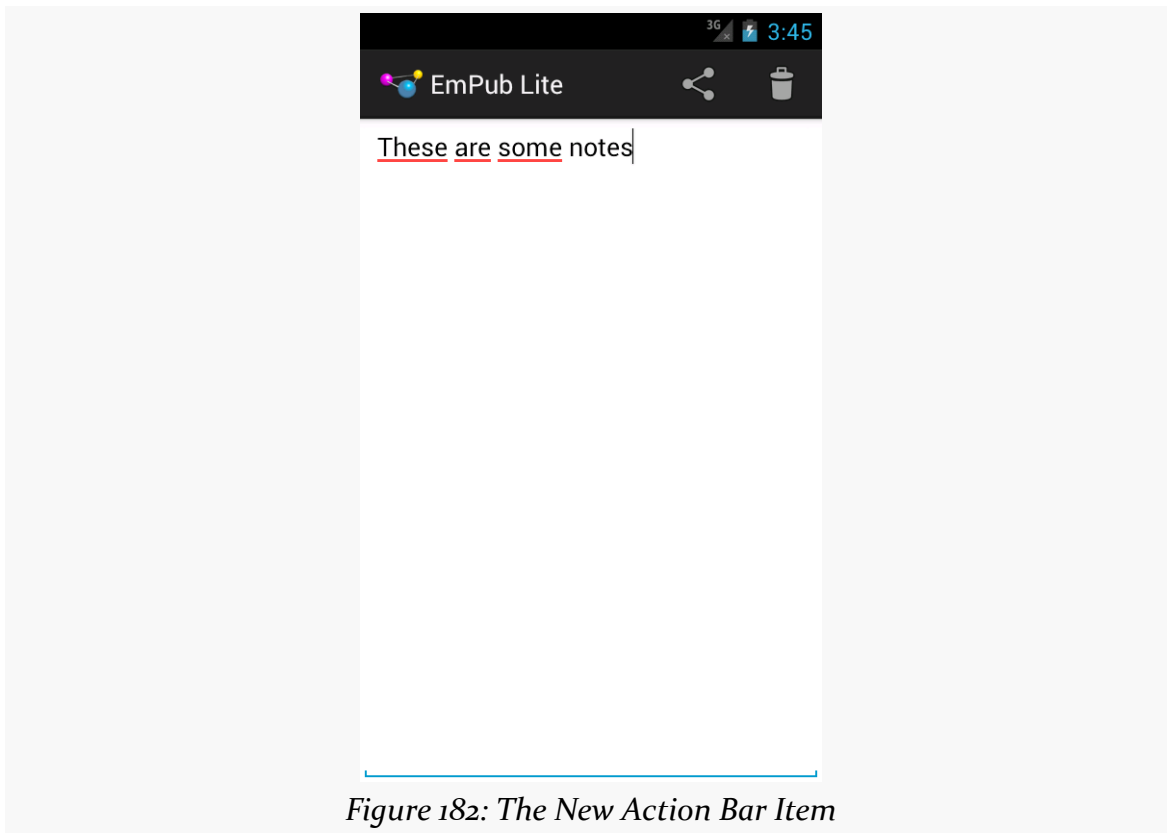 3G 3:45
EmPub Lite
These are some notes
Figure 182: The New Action Bar Item